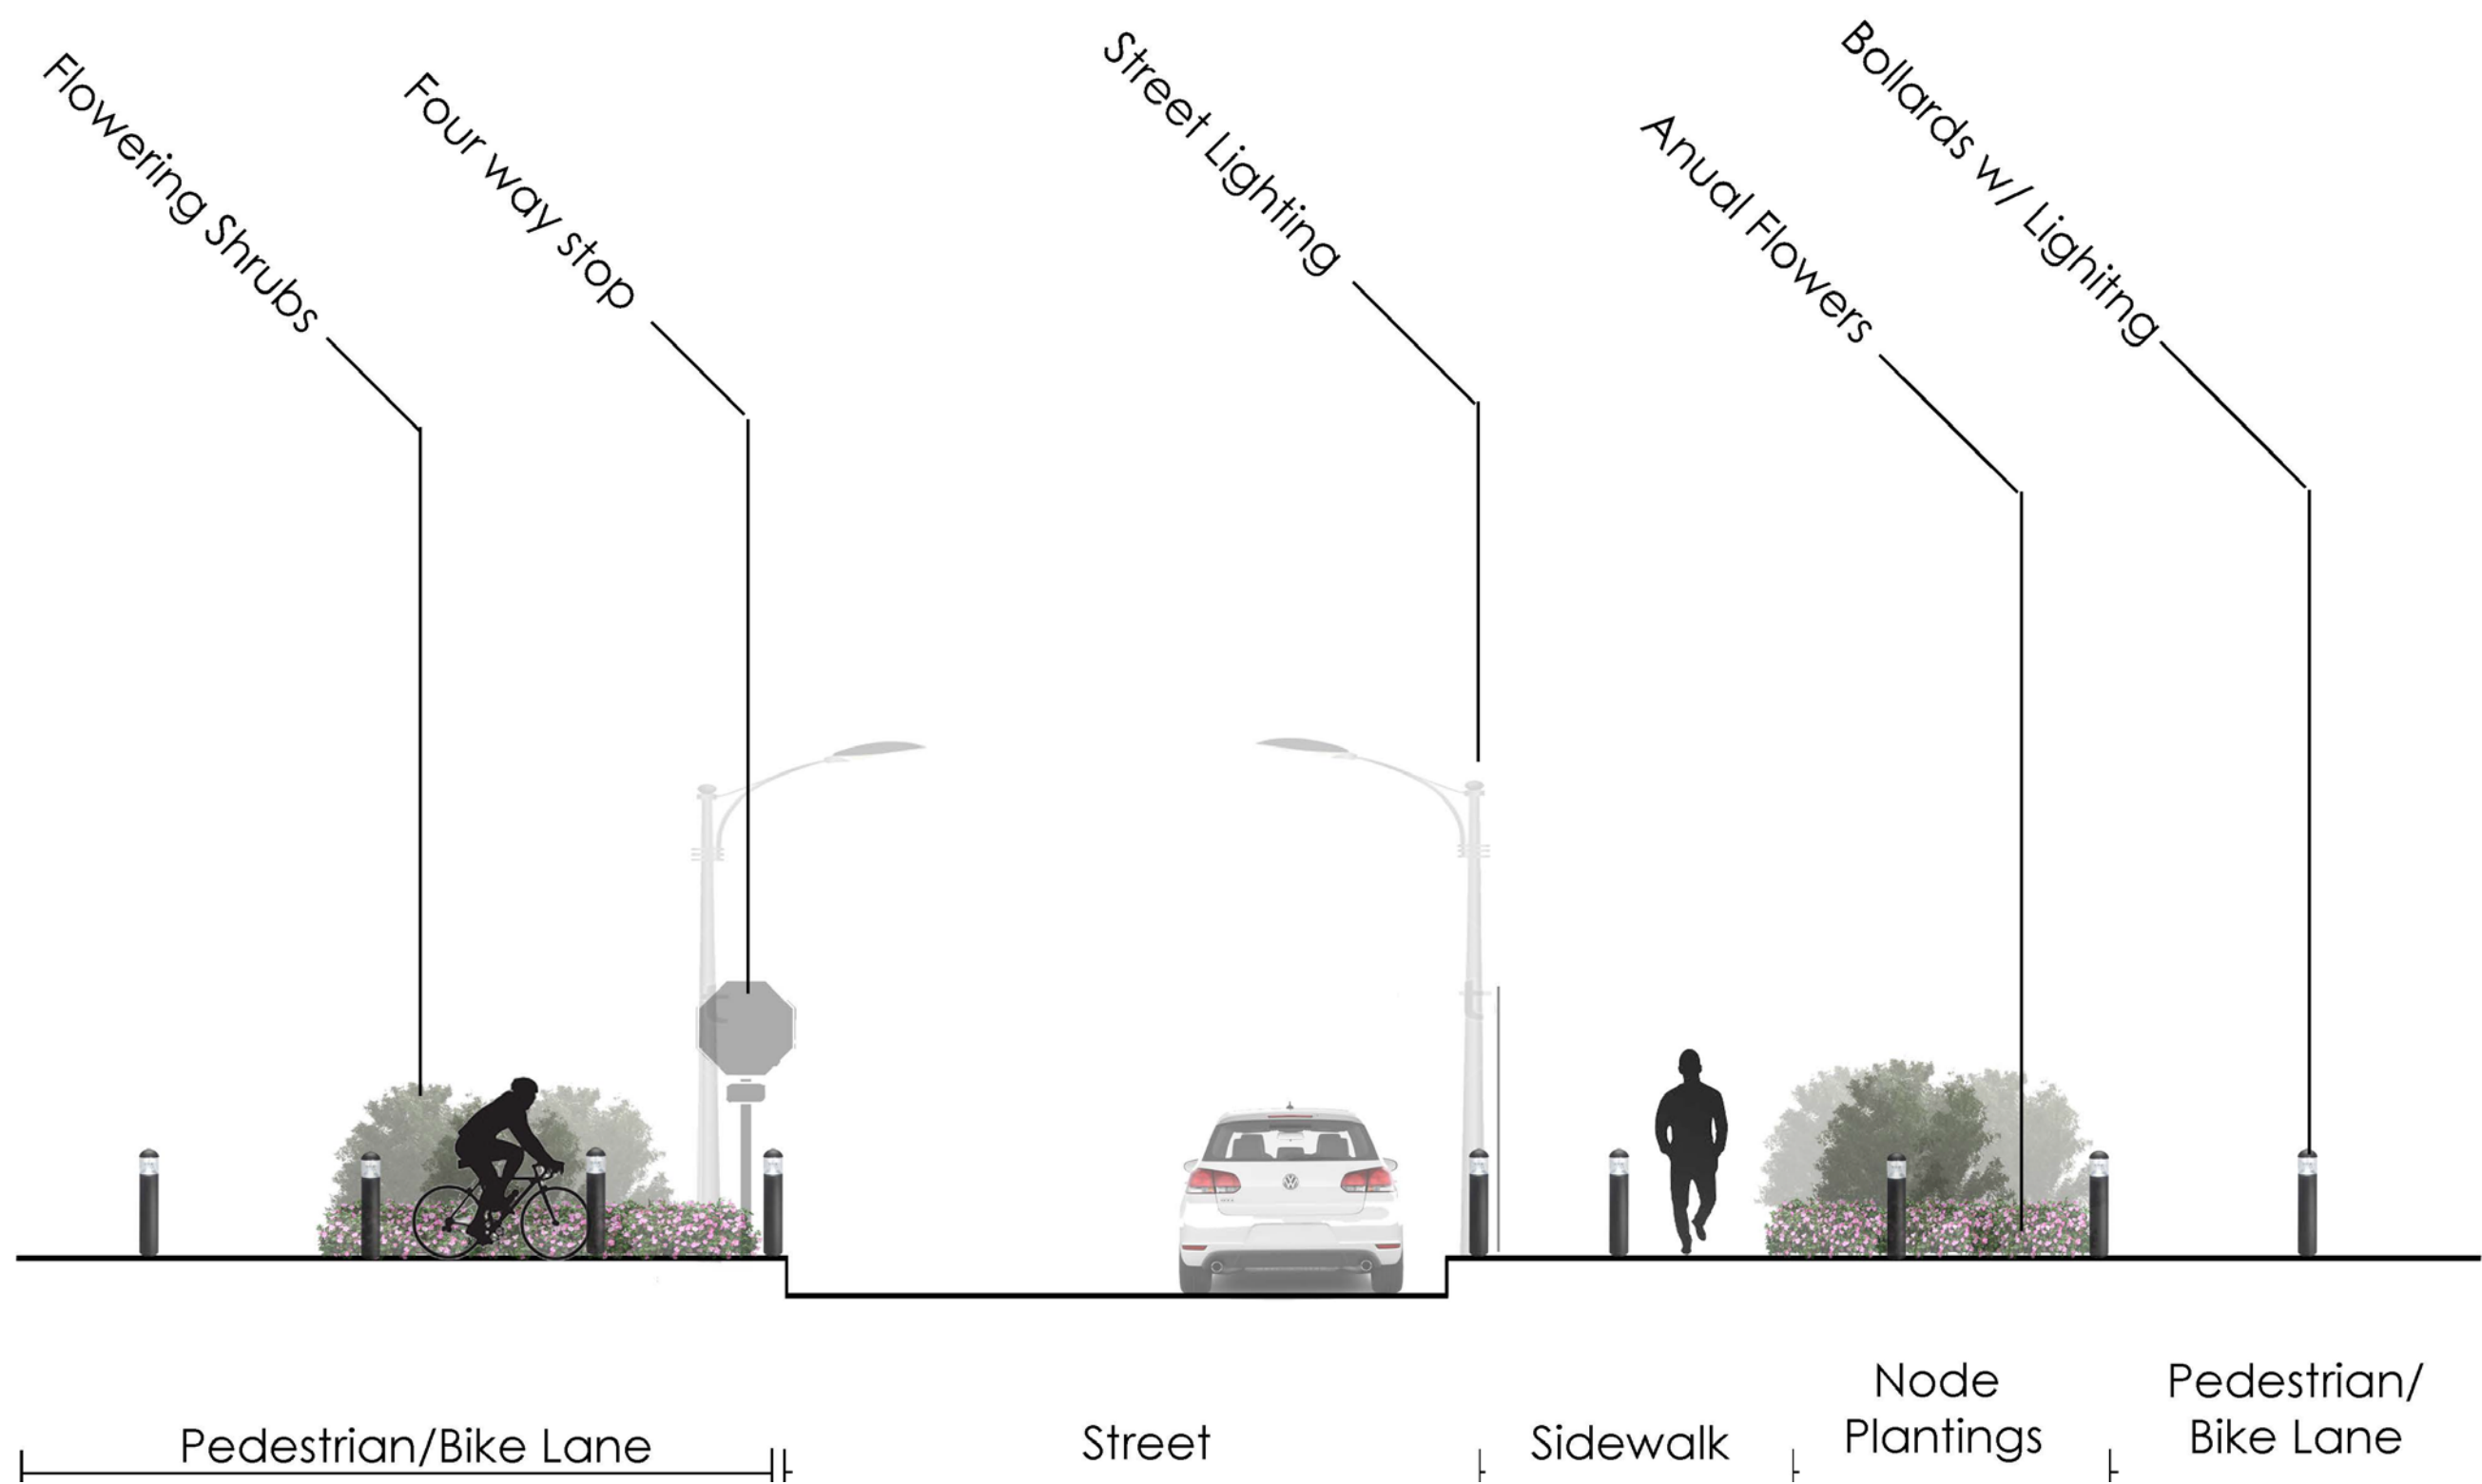 Flowering Shrubs
Four way stop
Street Lighting
Anual Flowers
Bollards w/ Lighitng
t
t
Pedestrian/Bike Lane
Street
Sidewalk
Node
Plantings
Pedestrian/
Bike Lane